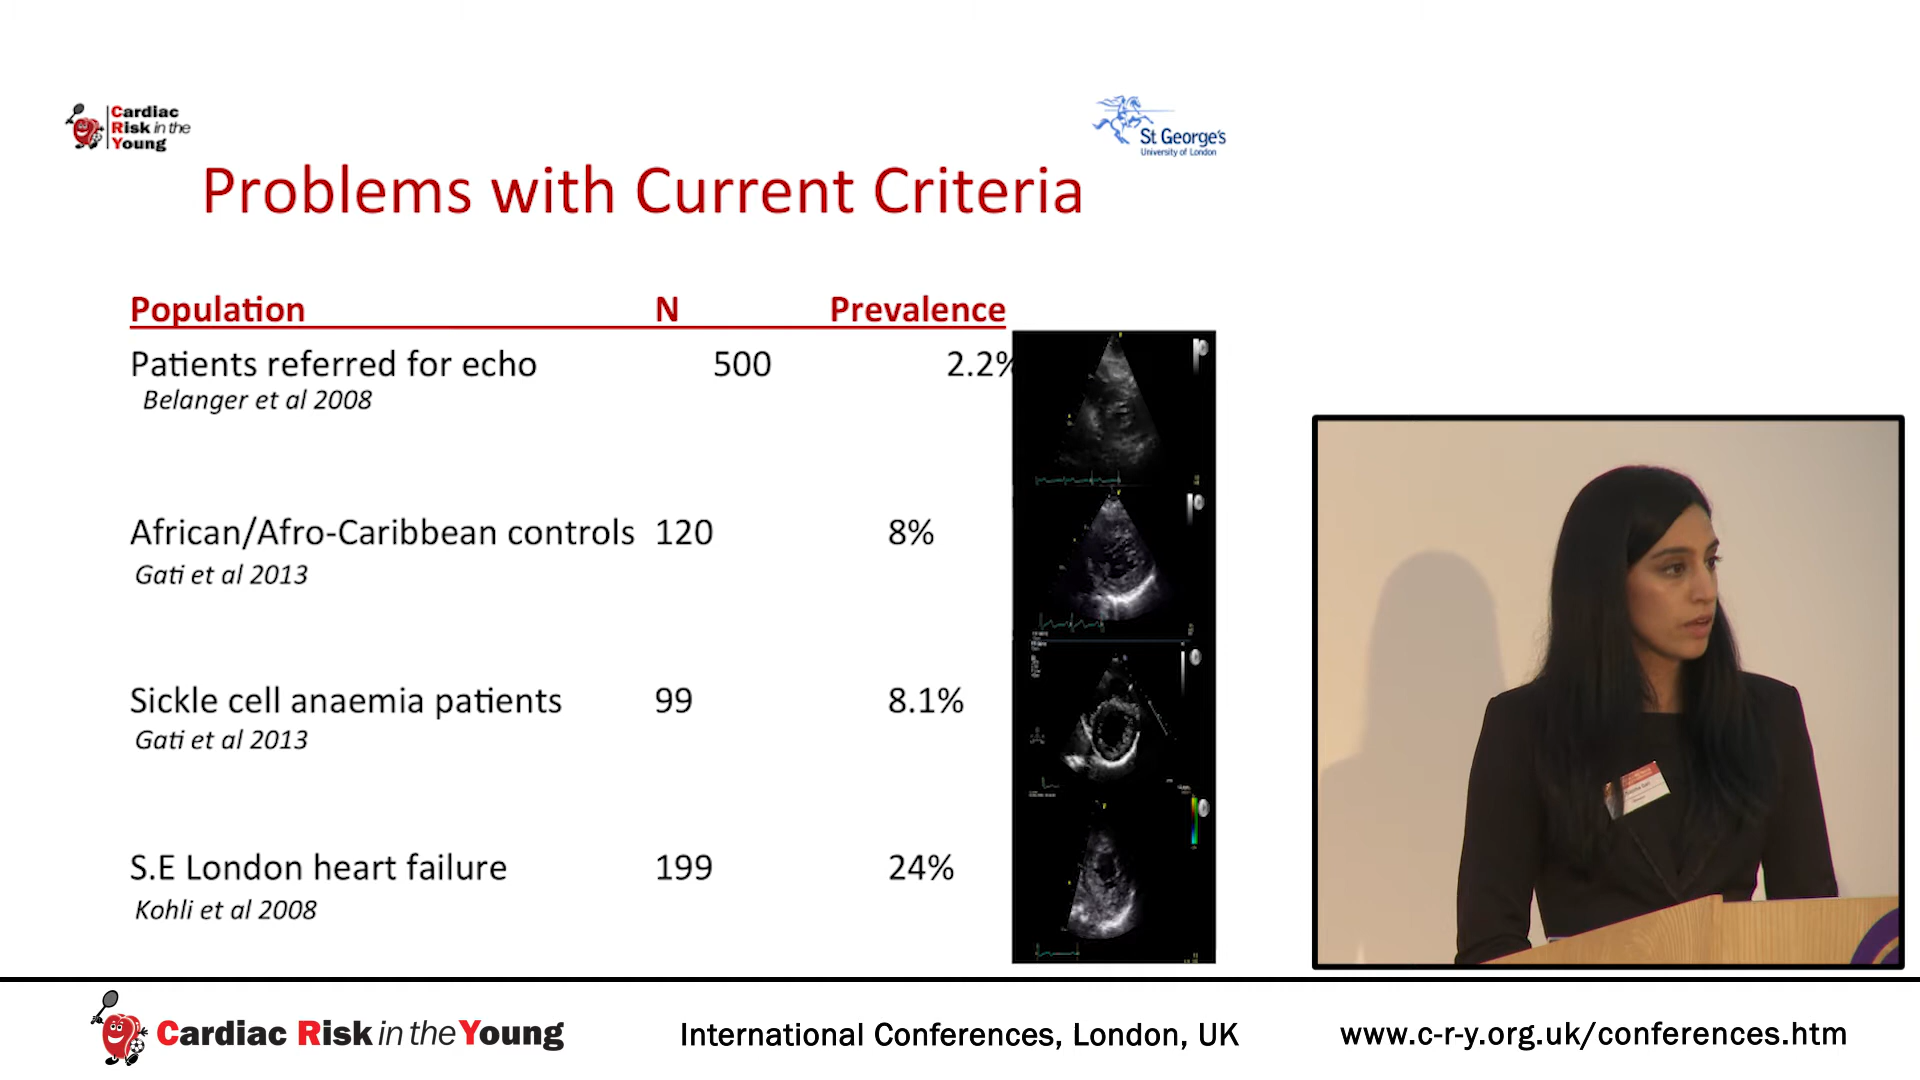 Cardiac
Risk in the
Young
St George's
University of London
Problems with Current Criteria
Population N Prevalence
Patients referred for echo 500 2.2%
Belanger et al 2008
African/Afro-Caribbean controls 120 8%
Gati et al 2013
Sickle cell anaemia patients 99 8.1%
Gati et al 2013
S.E London heart failure 199 24%
Kohli et al 2008
Cardiac Risk in the Young
International Conferences, London, UK
www.c-r-y.org.uk/conferences.htm